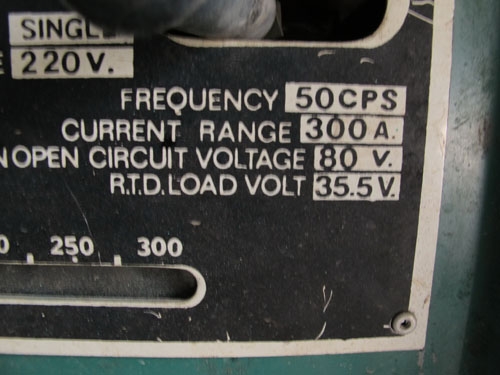 SINGLE
220V.
FREQUENCY 50CPS
CURRENT RANGE 300A.
OPEN CIRCUIT VOLTAGE 80 V.
R.T.D. LOAD VOLT 35.5V.
250 300